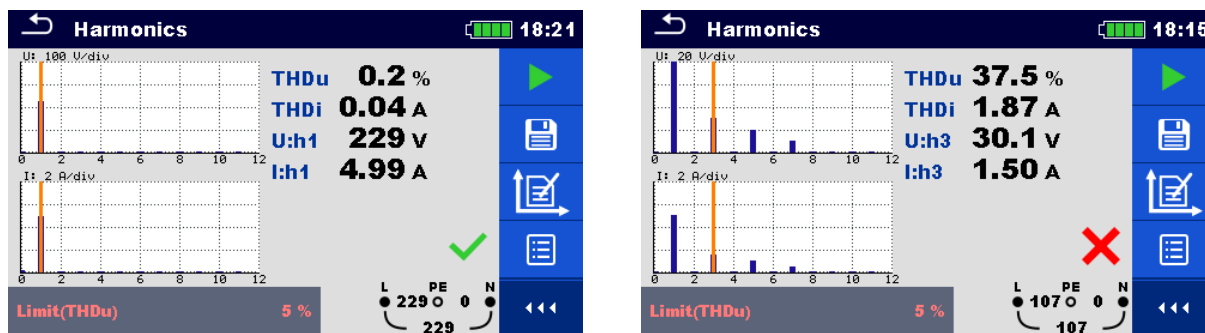 Harmonics 18:21
U: 100 V/div
THDu 0.2 %
THDi 0.04 A
U:h1 229 V
I:h1 4.99 A
0 2 4 6 8 10 12
I: 2 A/div
0 2 4 6 8 10 12
Limit(THDu) 5 %
L PE N
229 0
229
Harmonics 18:15
U: 20 V/div
THDu 37.5 %
THDi 1.87 A
U:h3 30.1 V
I:h3 1.50 A
0 2 4 6 8 10 12
I: 2 A/div
0 2 4 6 8 10 12
Limit(THDu) 5 %
L PE N
107 0
107